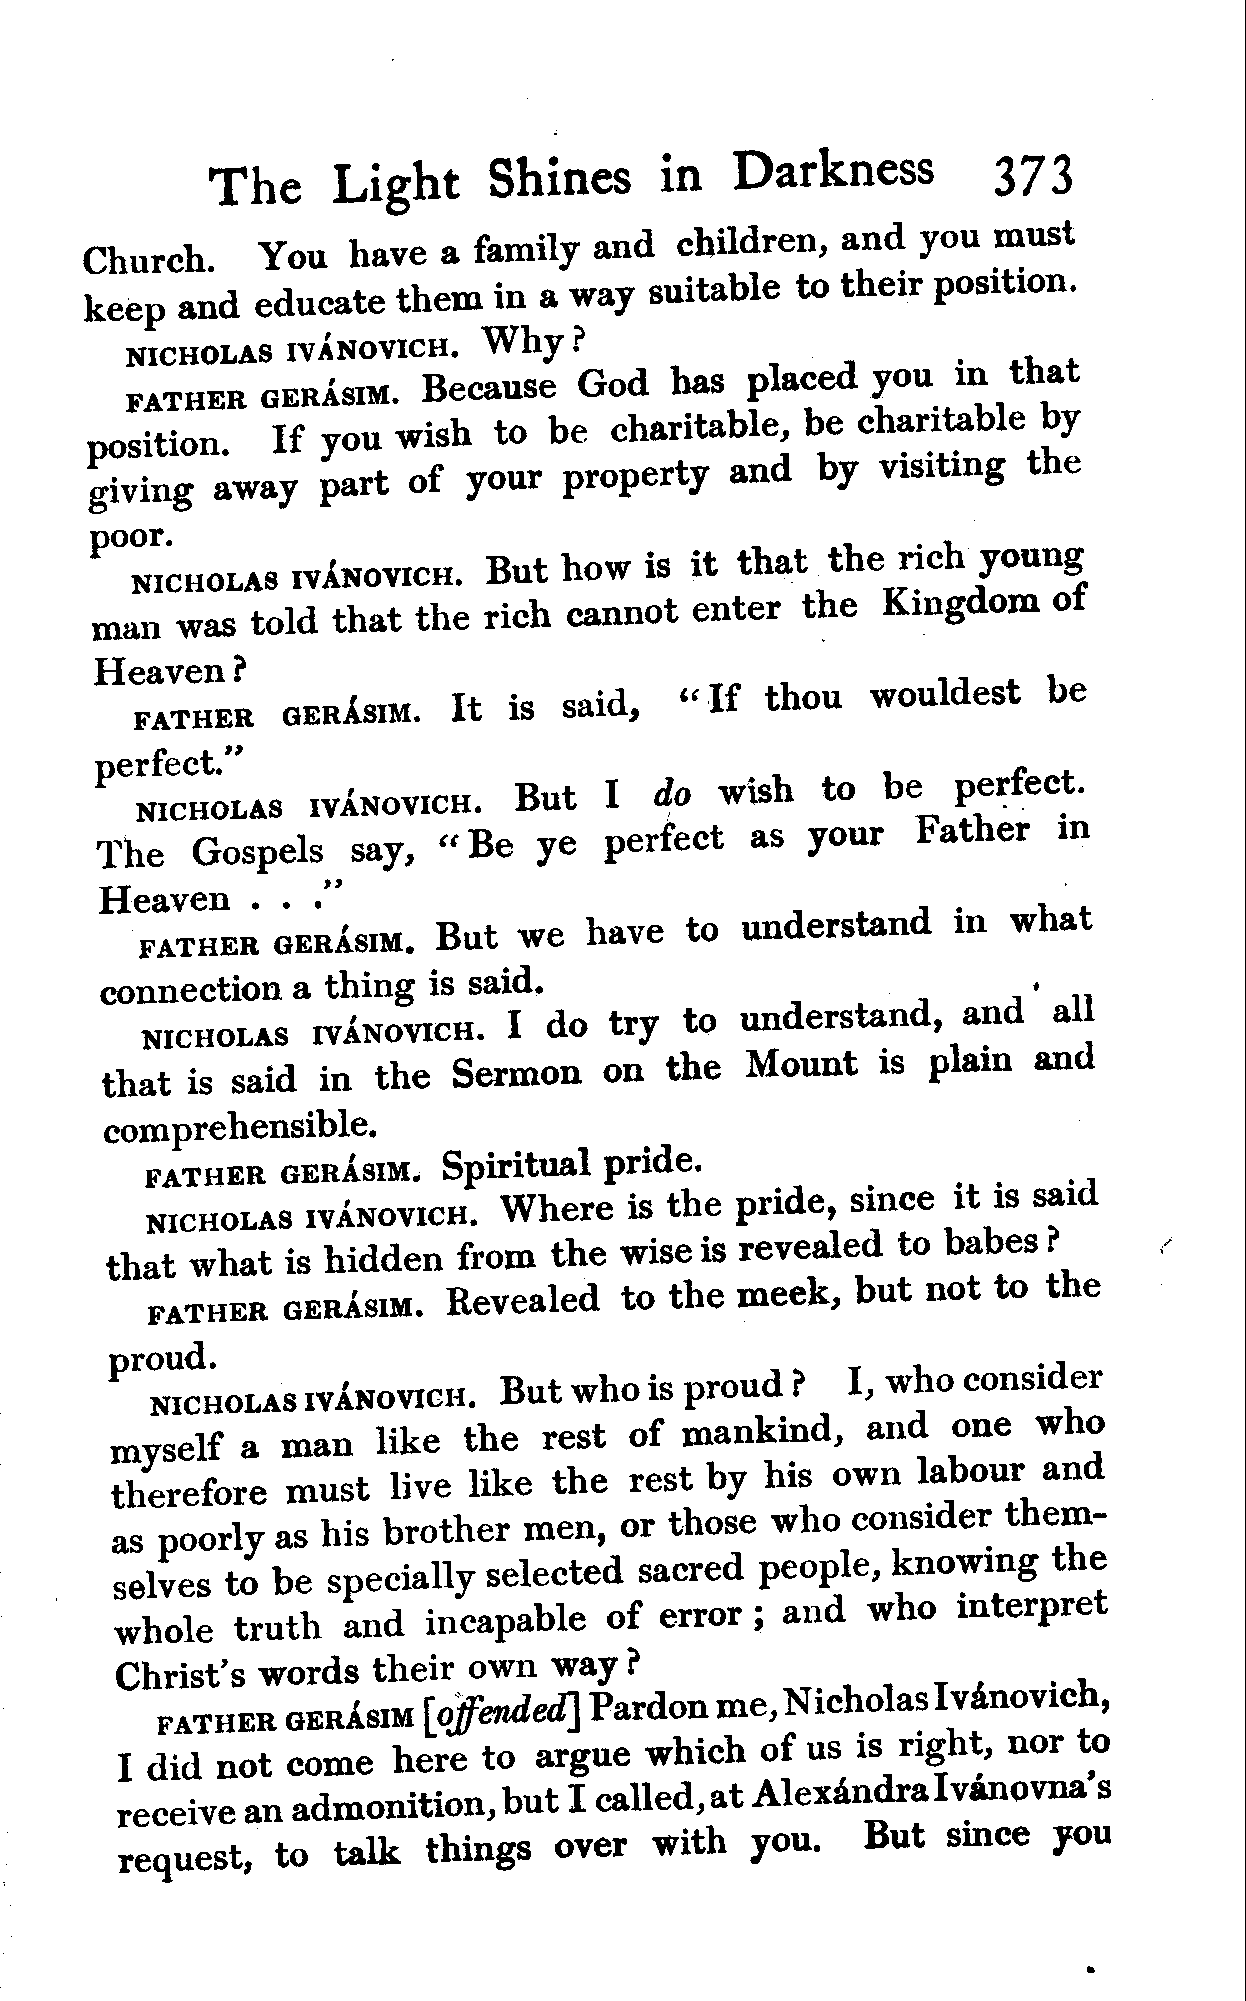 The Light Shines in Darkness 373
Church. You have a family and children, and you must
keep and educate them in a way suitable to their position.
NICHOLAS IVÁNOVICH. Why?
FATHER GERÁSIM. Because God has placed you in that
position. If you wish to be charitable, be charitable by
giving away part of your property and by visiting the
poor.
NICHOLAS IVÁNOVICH. But how is it that the rich young
man was told that the rich cannot enter the Kingdom of
Heaven?
FATHER GERÁSIM. It is said, "If thou wouldest be
perfect."
NICHOLAS IVÁNOVICH. But I do wish to be perfect.
The Gospels say, "Be ye perfect as your Father in
Heaven . . ."
FATHER GERÁSIM. But we have to understand in what
connection a thing is said.
NICHOLAS IVÁNOVICH. I do try to understand, and all
that is said in the Sermon on the Mount is plain and
comprehensible.
FATHER GERÁSIM. Spiritual pride.
NICHOLAS IVÁNOVICH. Where is the pride, since it is said
that what is hidden from the wise is revealed to babes?
FATHER GERÁSIM. Revealed to the meek, but not to the
proud.
NICHOLAS IVÁNOVICH. But who is proud? I, who consider
myself a man like the rest of mankind, and one who
therefore must live like the rest by his own labour and
as poorly as his brother men, or those who consider them-
selves to be specially selected sacred people, knowing the
whole truth and incapable of error; and who interpret
Christ's words their own way?
FATHER GERÁSIM [offended] Pardon me, Nicholas Ivánovich,
I did not come here to argue which of us is right, nor to
receive an admonition, but I called, at Alexándra Ivánovna's
request, to talk things over with you. But since you